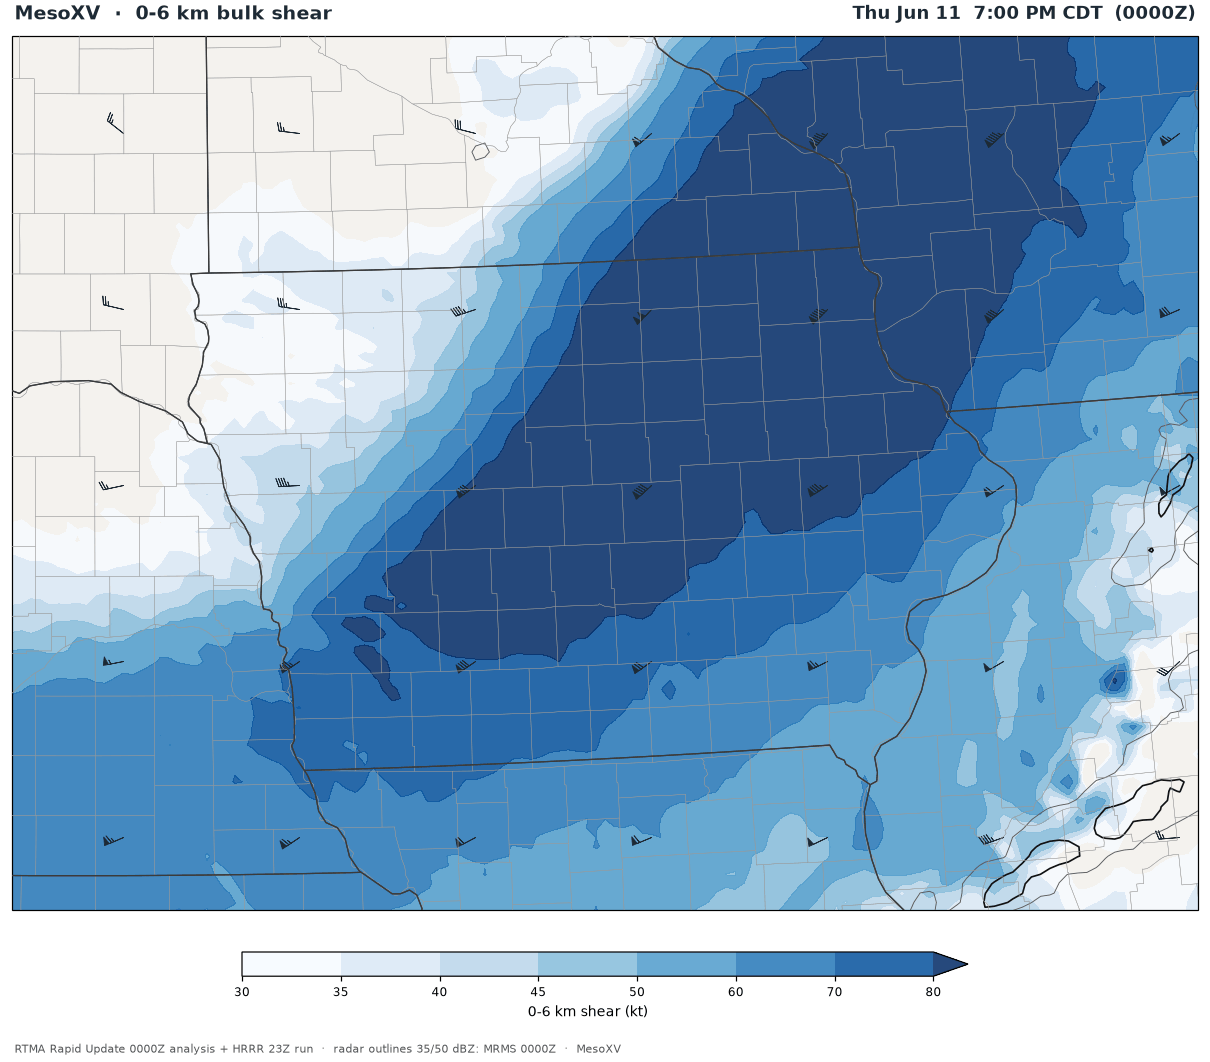 MesoXV · 0-6 km bulk shear
Thu Jun 11 7:00 PM CDT (0000Z)
30 35 40 45 50 60 70 80
0-6 km shear (kt)
RTMA Rapid Update 0000Z analysis + HRRR 23Z run · radar outlines 35/50 dBZ: MRMS 0000Z · MesoXV